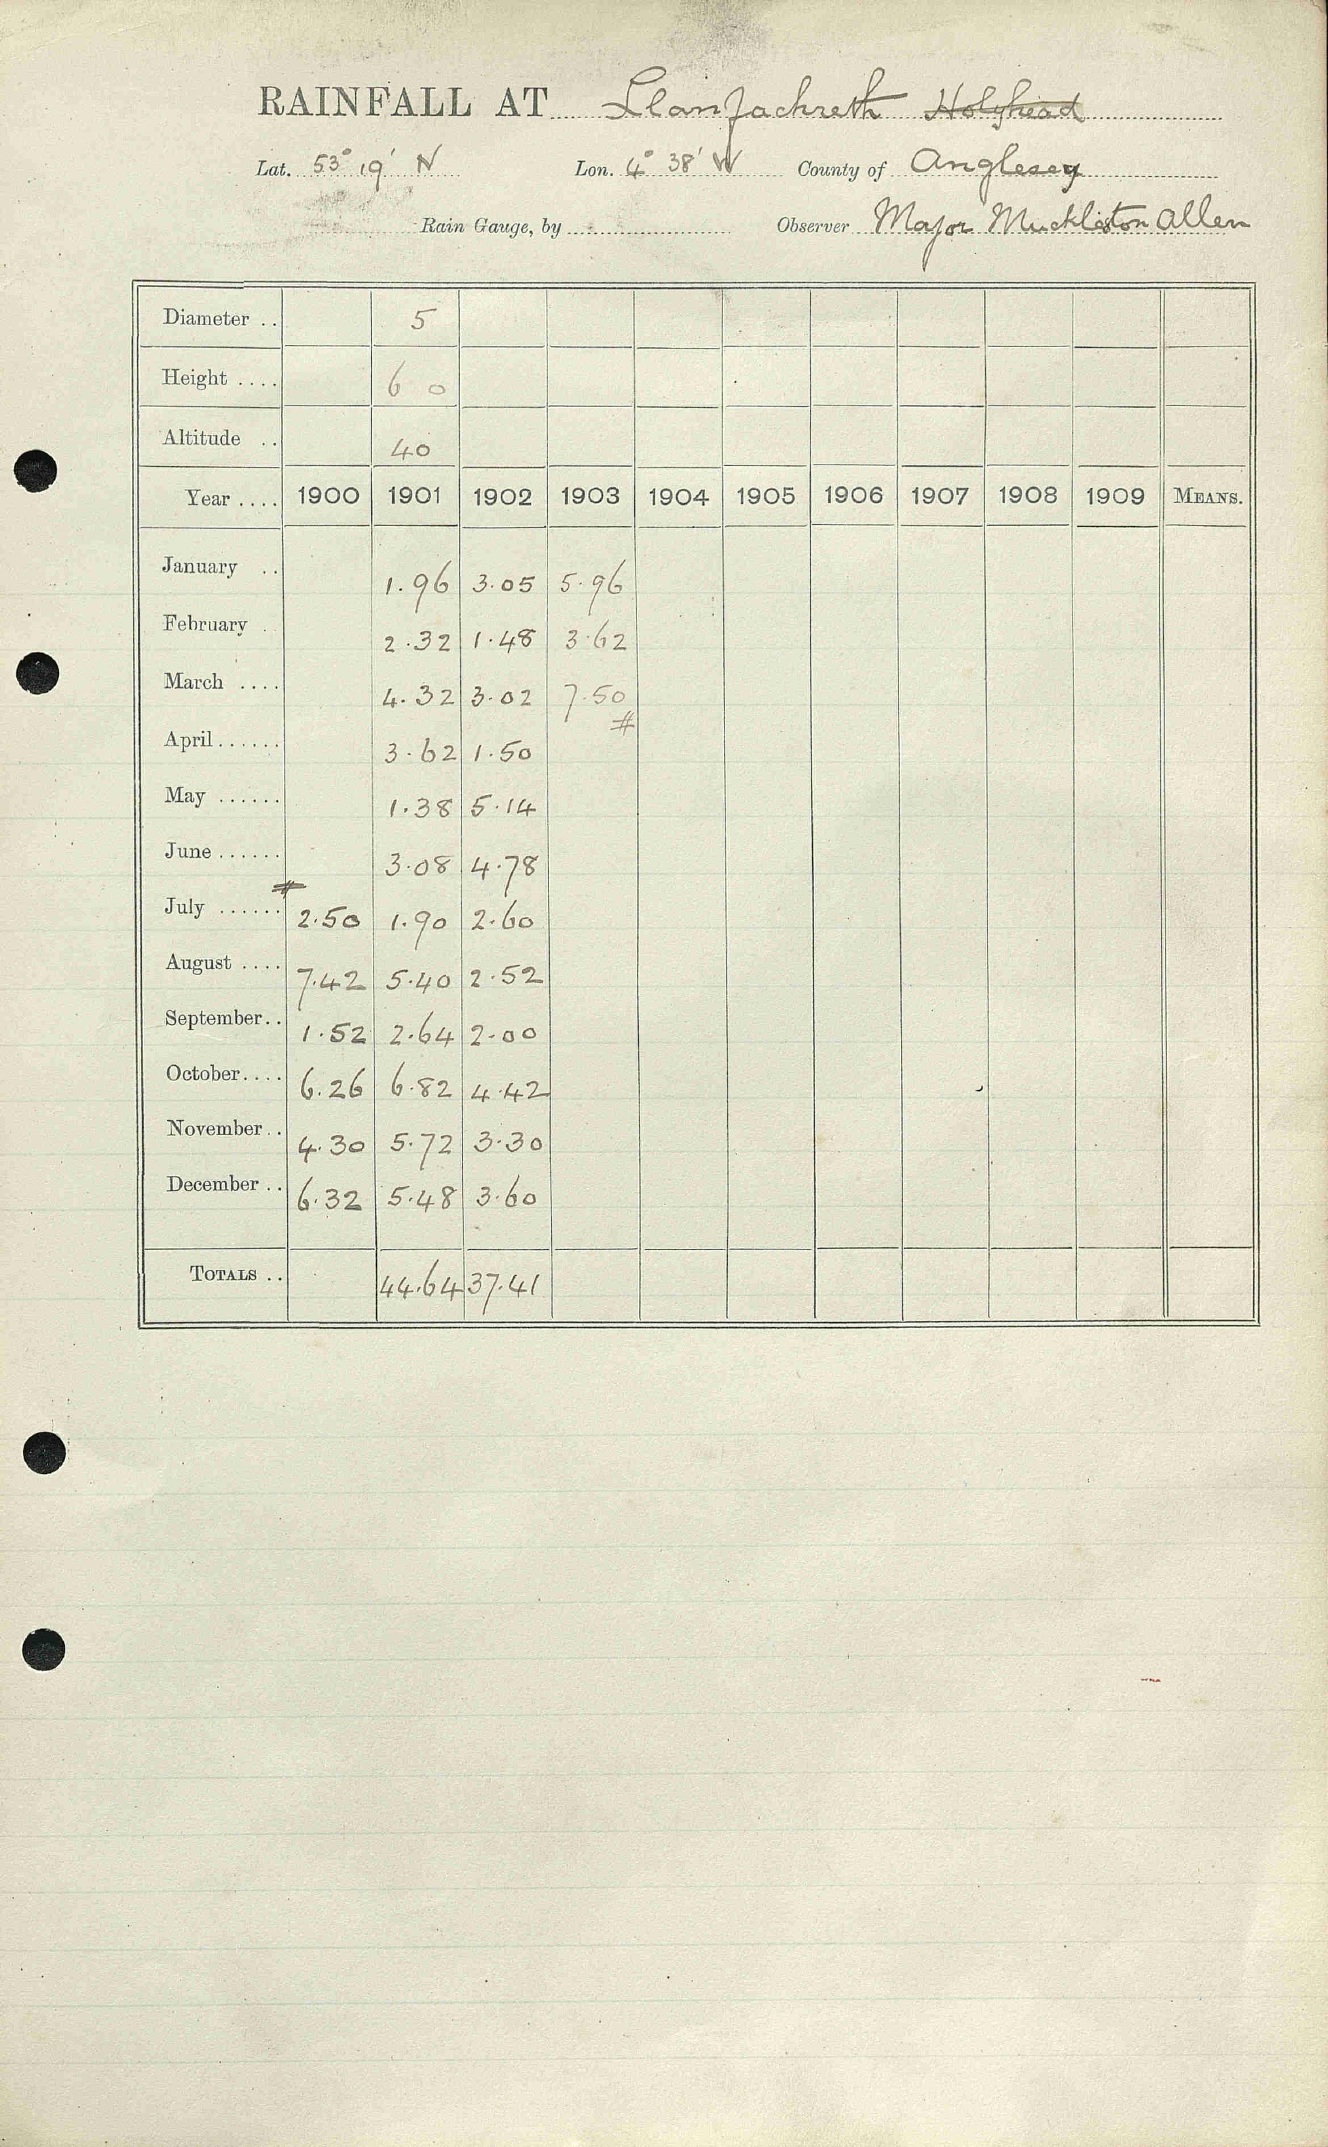 RAINFALL AT Llanfachreth Holyhead
Lat. 53° 19' N Lon. 4° 38' W County of Anglesey
Rain Gauge, by Observer Major Muckleston Allen
Diameter .. 5
Height .... 6 0
Altitude .. 40
Year .... 1900 1901 1902 1903 1904 1905 1906 1907 1908 1909 MEANS.
January .. 1.96 3.05 5.96
February . 2.32 1.48 3.62
March .... 4.32 3.02 7.50
#
April...... 3.62 1.50
May ...... 1.38 5.14
June...... 3.08 4.78
#
July ...... 2.50 1.90 2.60
August .... 7.42 5.40 2.52
September.. 1.52 2.64 2.00
October.... 6.26 6.82 4.42
November.. 4.30 5.72 3.30
December .. 6.32 5.48 3.60
TOTALS .. 44.64 37.41